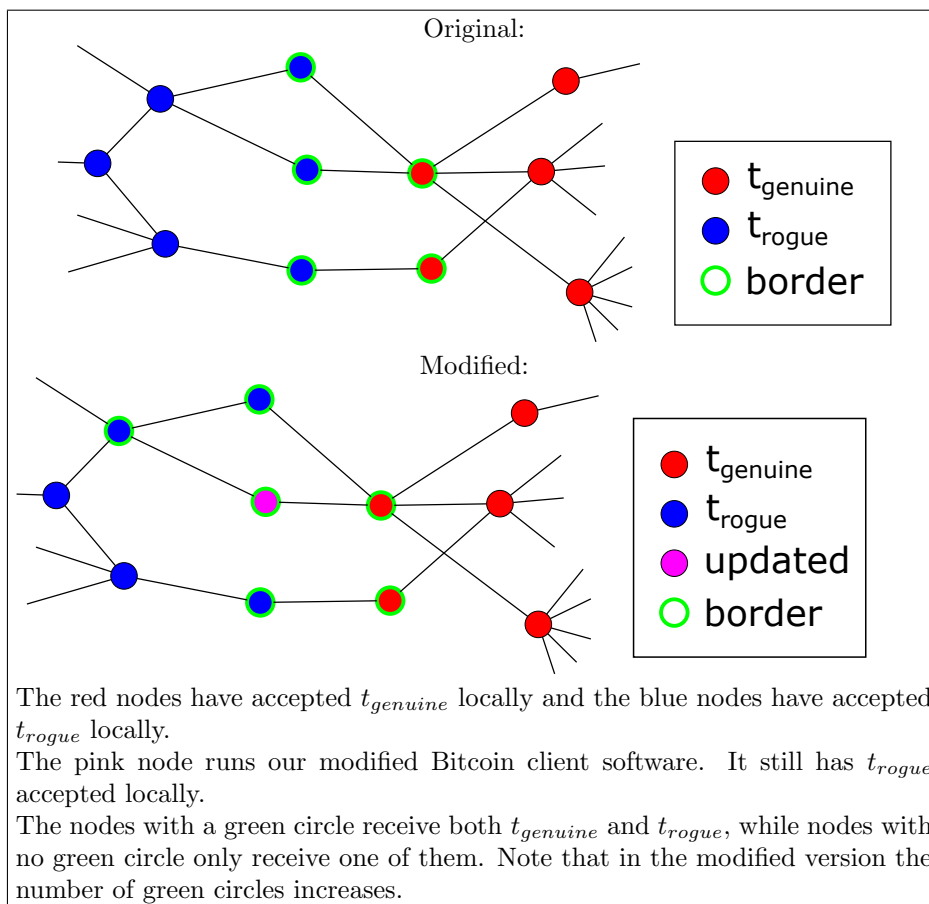 Original:
t_genuine
t_rogue
border
Modified:
t_genuine
t_rogue
updated
border
The red nodes have accepted t_genuine locally and the blue nodes have accepted
t_rogue locally.
The pink node runs our modified Bitcoin client software. It still has t_rogue
accepted locally.
The nodes with a green circle receive both t_genuine and t_rogue, while nodes with
no green circle only receive one of them. Note that in the modified version the
number of green circles increases.